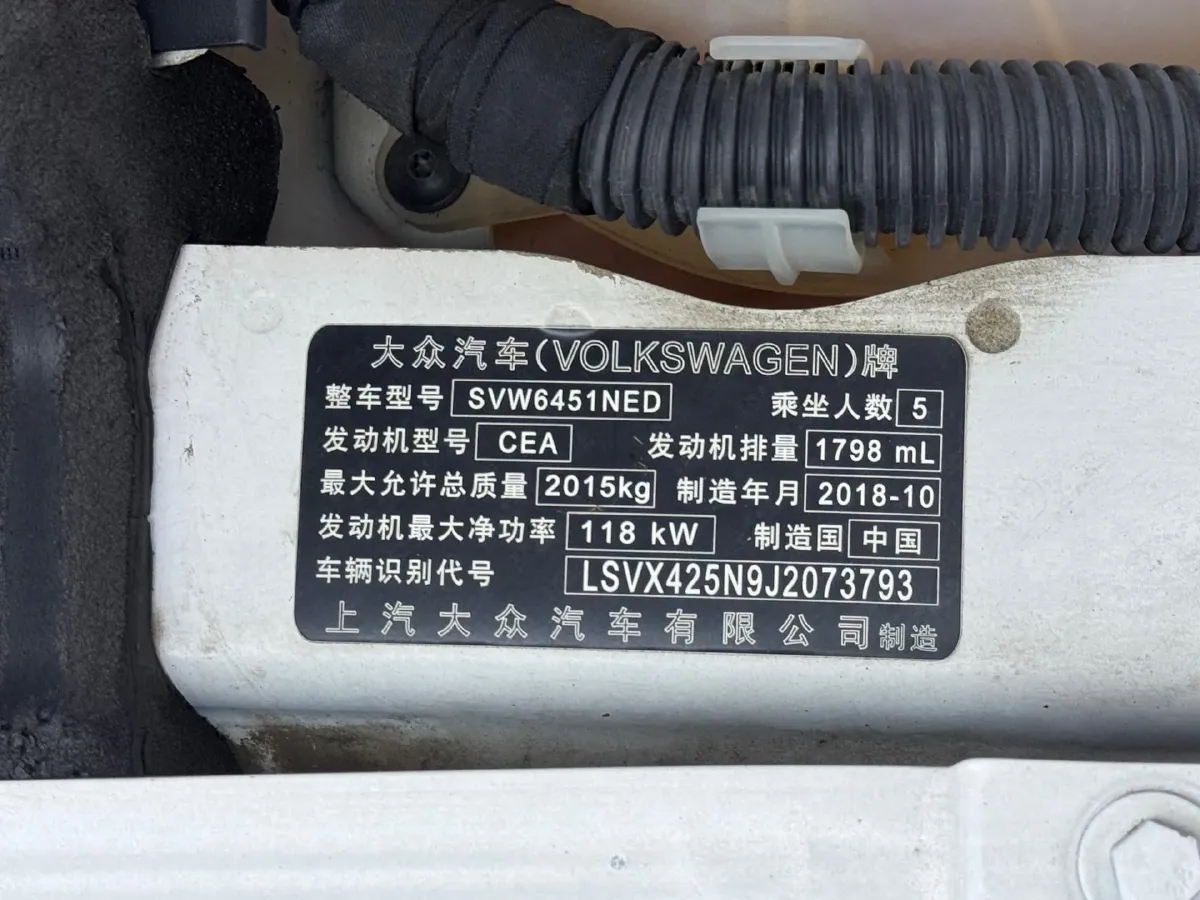 大众汽车(VOLKSWAGEN)牌
整车型号 SVW6451NED 乘坐人数 5
发动机型号 CEA 发动机排量 1798 mL
最大允许总质量 2015kg 制造年月 2018-10
发动机最大净功率 118 kW 制造国 中国
车辆识别代号 LSVX425N9J2073793
上汽大众汽车有限公司制造